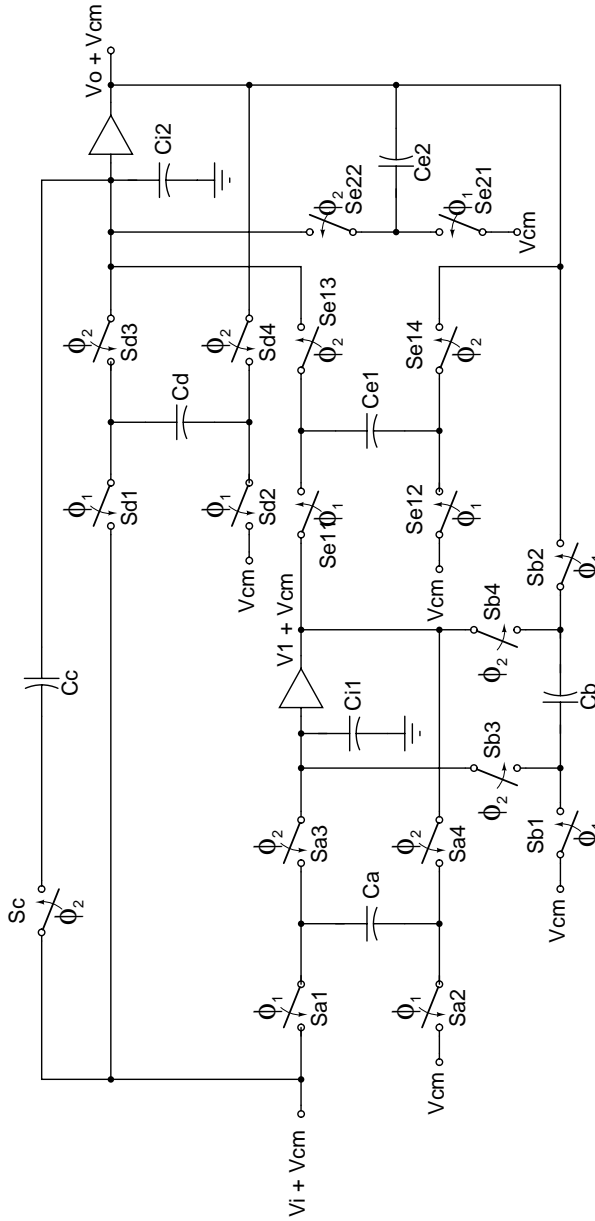 Sc
Φ2
Cc
Vo + Vcm
Φ1
Sd1
Φ2
Sd3
Ci2
Cd
Φ1
Sd2
Vcm
Φ2
Sd4
Φ2
Se22
Ce2
Φ1
Se21
Vcm
Vi + Vcm
Φ1
Sa1
Φ2
Sa3
Ca
Ci1
V1 + Vcm
Se11
Φ1
Se13
Φ2
Ce1
Φ1
Sa2
Vcm
Φ2
Sa4
Se12
Φ1
Vcm
Se14
Φ2
Φ2
Sb3
Φ2
Sb4
Vcm
Sb1
Φ1
Cb
Sb2
Φ1